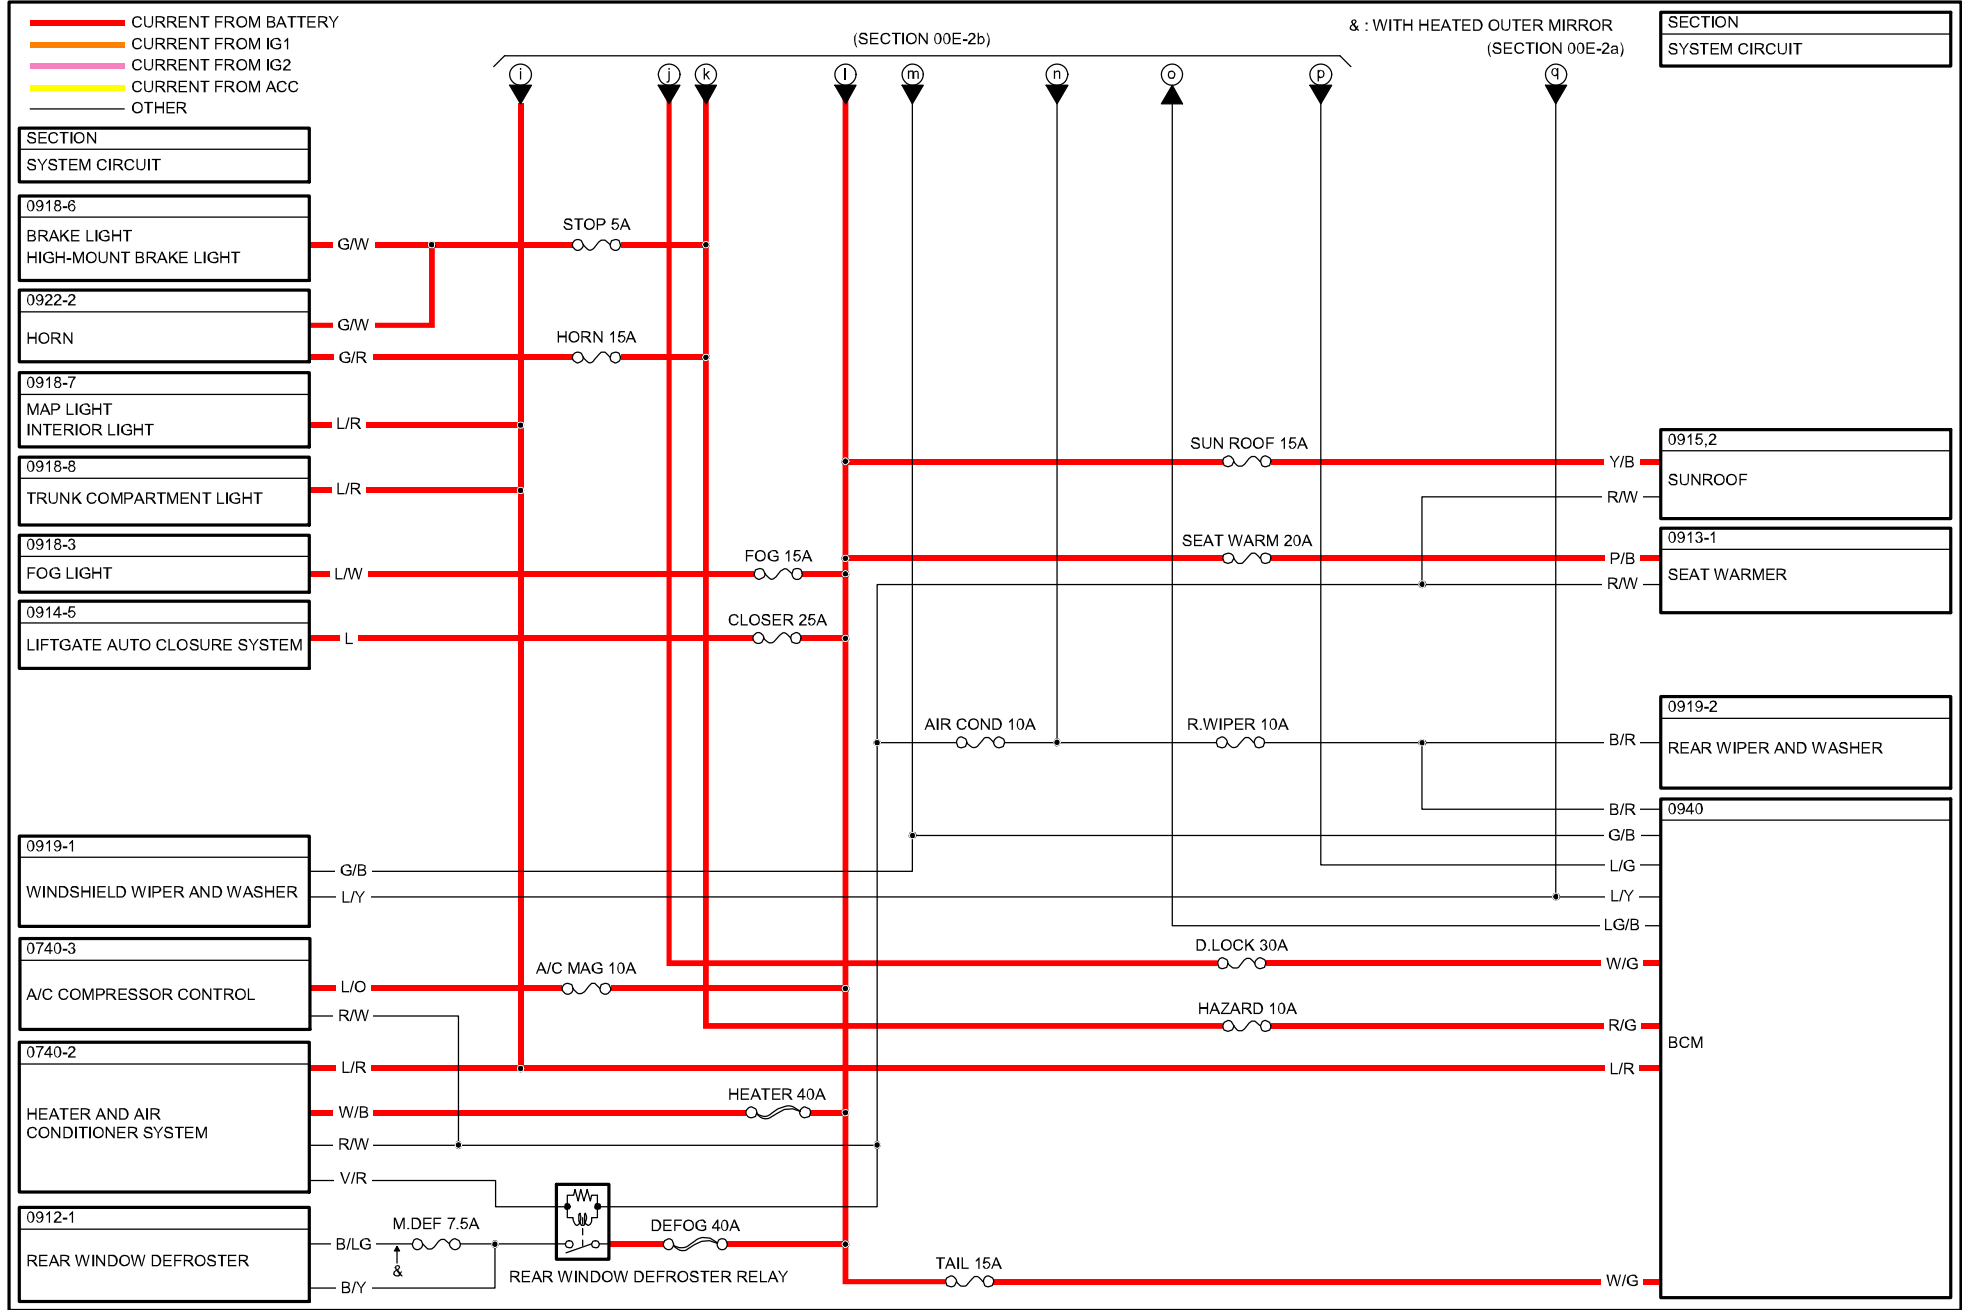 CURRENT FROM BATTERY
CURRENT FROM IG1
CURRENT FROM IG2
CURRENT FROM ACC
OTHER
(SECTION 00E-2b)
& : WITH HEATED OUTER MIRROR
(SECTION 00E-2a)
SECTION
SYSTEM CIRCUIT
i
j
k
l
m
n
o
p
q
SECTION
SYSTEM CIRCUIT
0918-6
BRAKE LIGHT
HIGH-MOUNT BRAKE LIGHT
G/W
STOP 5A
0922-2
HORN
G/W
G/R
HORN 15A
0918-7
MAP LIGHT
INTERIOR LIGHT
L/R
0918-8
TRUNK COMPARTMENT LIGHT
L/R
0918-3
FOG LIGHT
L/W
FOG 15A
0914-5
LIFTGATE AUTO CLOSURE SYSTEM
L
CLOSER 25A
SUN ROOF 15A
Y/B
R/W
0915,2
SUNROOF
SEAT WARM 20A
P/B
R/W
0913-1
SEAT WARMER
AIR COND 10A
R.WIPER 10A
B/R
0919-2
REAR WIPER AND WASHER
0919-1
WINDSHIELD WIPER AND WASHER
G/B
L/Y
B/R
G/B
L/G
L/Y
LG/B
0940
BCM
D.LOCK 30A
W/G
HAZARD 10A
R/G
L/R
0740-3
A/C COMPRESSOR CONTROL
L/O
R/W
A/C MAG 10A
0740-2
HEATER AND AIR
CONDITIONER SYSTEM
L/R
W/B
R/W
V/R
HEATER 40A
0912-1
REAR WINDOW DEFROSTER
B/LG
B/Y
M.DEF 7.5A
&
REAR WINDOW DEFROSTER RELAY
DEFOG 40A
TAIL 15A
W/G